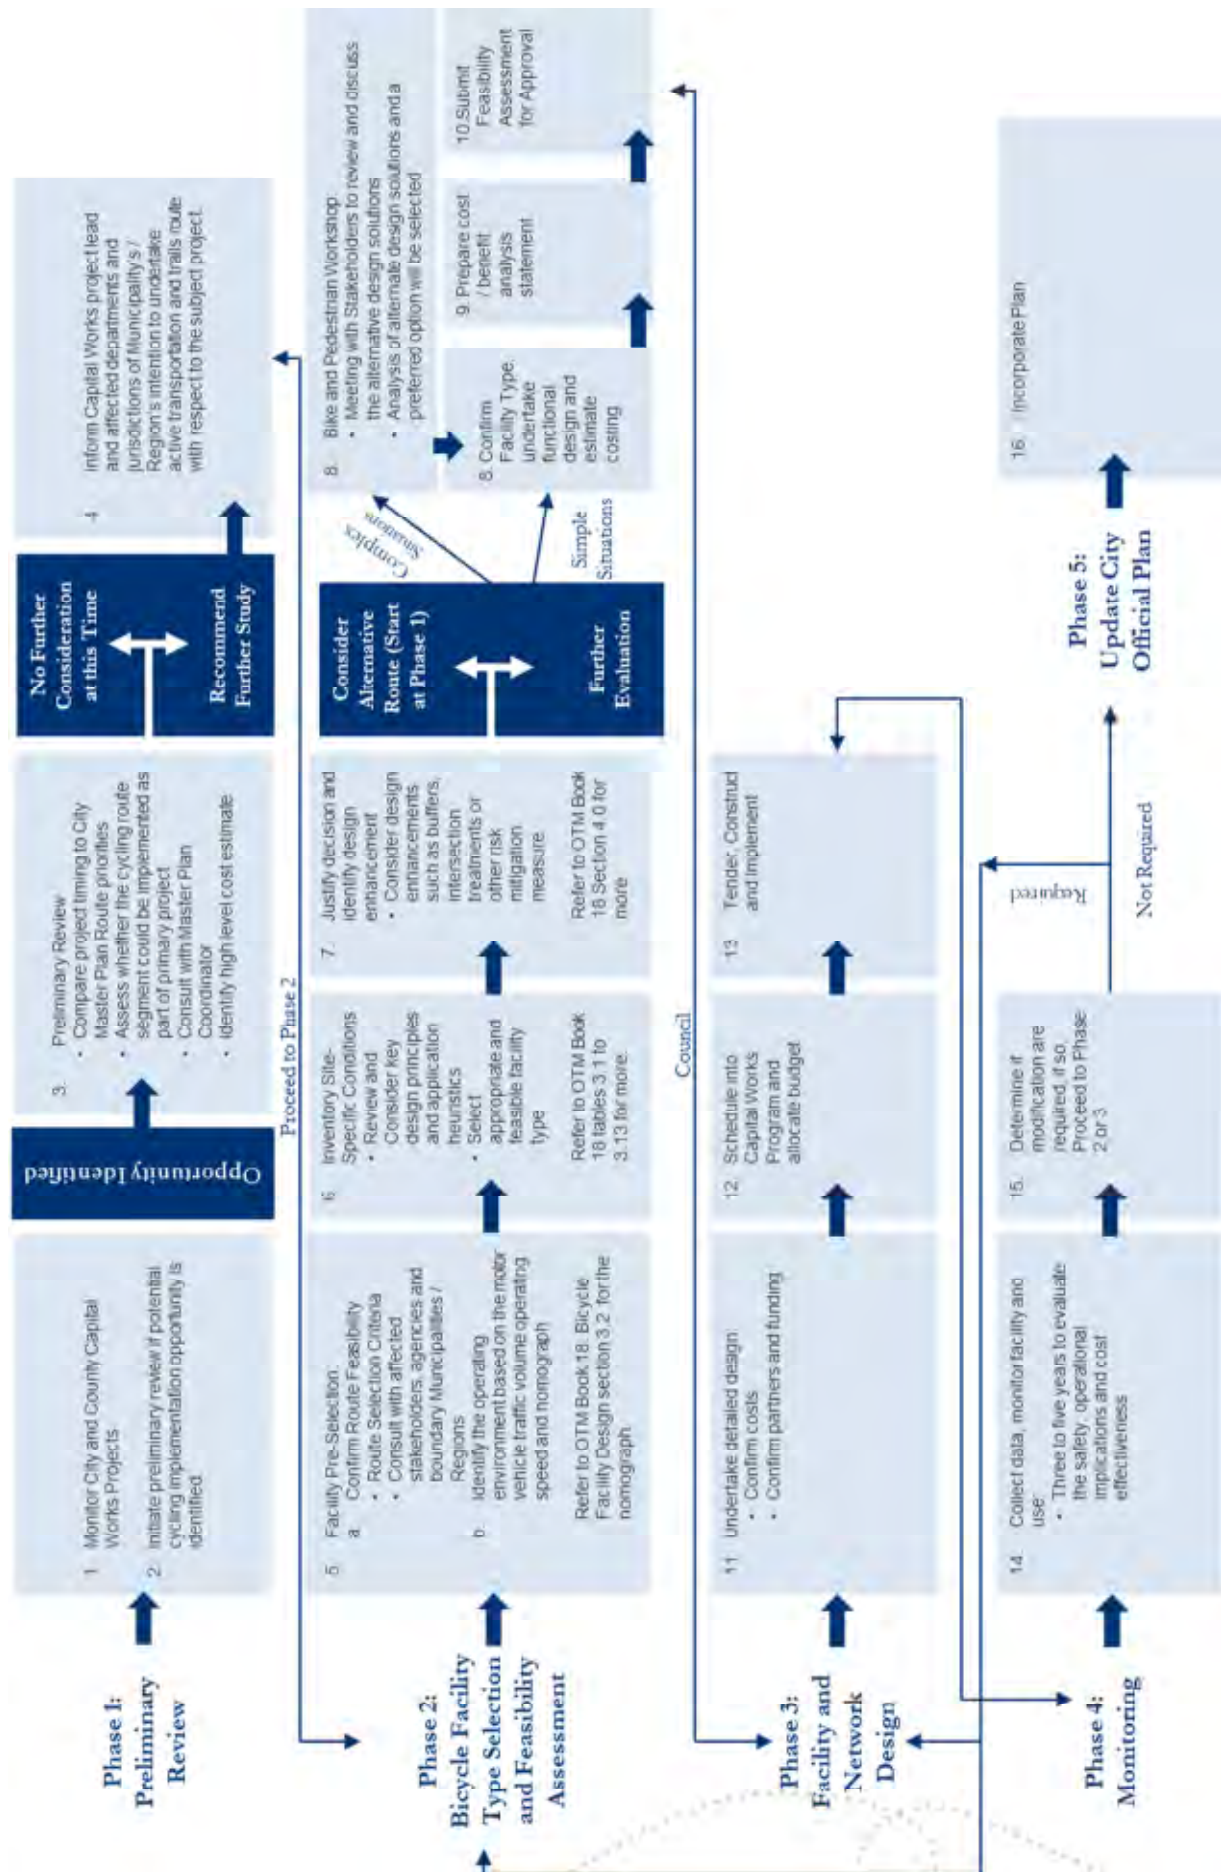 Phase 1:
Preliminary
Review
1 Monitor City and County Capital
Works Projects
2 Initiate preliminary review if potential
cycling implementation opportunity is
identified
Opportunity Identified
3. Preliminary Review
• Compare project timing to City
Master Plan Route priorities
• Assess whether the cycling route
segment could be implemented as
part of primary project
• Consult with Master Plan
Coordinator
• Identify high level cost estimate
No Further
Consideration
at this Time
Recommend
Further Study
4 Inform Capital Works project lead
and affected departments and
jurisdictions of Municipality's /
Region's intention to undertake
active transportation and trails route
with respect to the subject project.
Proceed to Phase 2
Phase 2:
Bicycle Facility
Type Selection
and Feasibility
Assessment
5 Facility Pre-Selection.
a Confirm Route Feasibility
• Route Selection Criteria
• Consult with affected
stakeholders, agencies and
boundary Municipalities /
Regions
b. Identify the operating
environment based on the motor
vehicle traffic volume operating
speed and nomograph
Refer to OTM Book 18. Bicycle
Facility Design section 3.2 for the
nomograph
6 Inventory Site-
Specific Conditions
• Review and
Consider key
design principles
and application
heuristics
• Select
appropriate and
feasible facility
type
Refer to OTM Book
18 tables 3.1 to
3.13 for more.
7. Justify decision and
identify design
enhancement
• Consider design
enhancements
such as buffers,
intersection
treatments or
other risk
mitigation
measure.
Refer to OTM Book
18 Section 4.0 for
more
Consider
Alternative
Route (Start
at Phase 1)
Further
Evaluation
Complex
Situations
Simple
Situations
8. Bike and Pedestrian Workshop
• Meeting with Stakeholders to review and discuss
the alternative design solutions
• Analysis of alternate design solutions and a
preferred option will be selected
8. Confirm
Facility Type,
undertake
functional
design and
estimate
costing
9. Prepare cost
/ benefit
analysis
statement
10.Submit
Feasibility
Assessment
for Approval
Council
Phase 3:
Facility and
Network
Design
11 Undertake detailed design:
• Confirm costs
• Confirm partners and funding
12. Schedule into
Capital Works
Program and
allocate budget
13 Tender, Construct
and Implement
Phase 4:
Monitoring
14 Collect data, monitor facility and
use:
• Three to five years to evaluate
the safety, operational
implications and cost
effectiveness
15. Determine if
modification are
required, if so,
Proceed to Phase
2 or 3
Required
Not Required
Phase 5:
Update City
Official Plan
16. Incorporate Plan